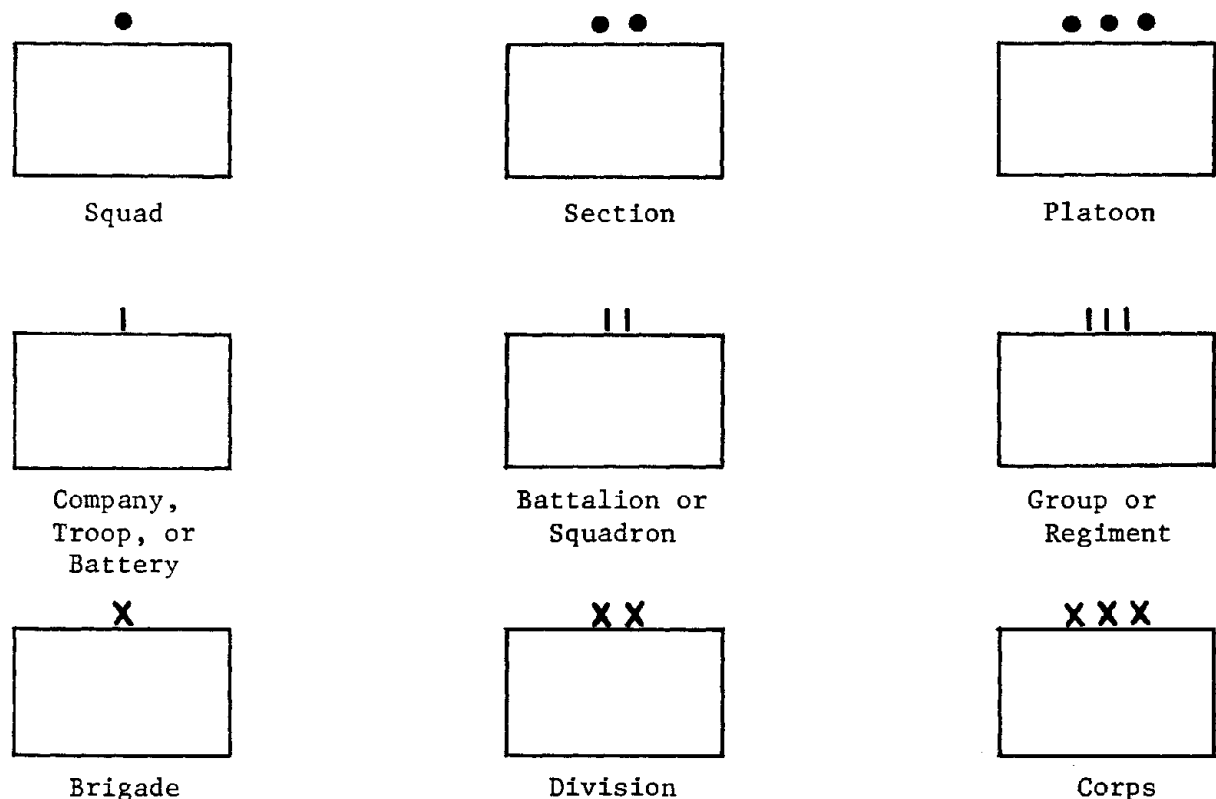 Squad
Section
Platoon
Company,
Troop, or
Battery
Battalion or
Squadron
Group or
Regiment
X
X X
X X X
Brigade
Division
Corps